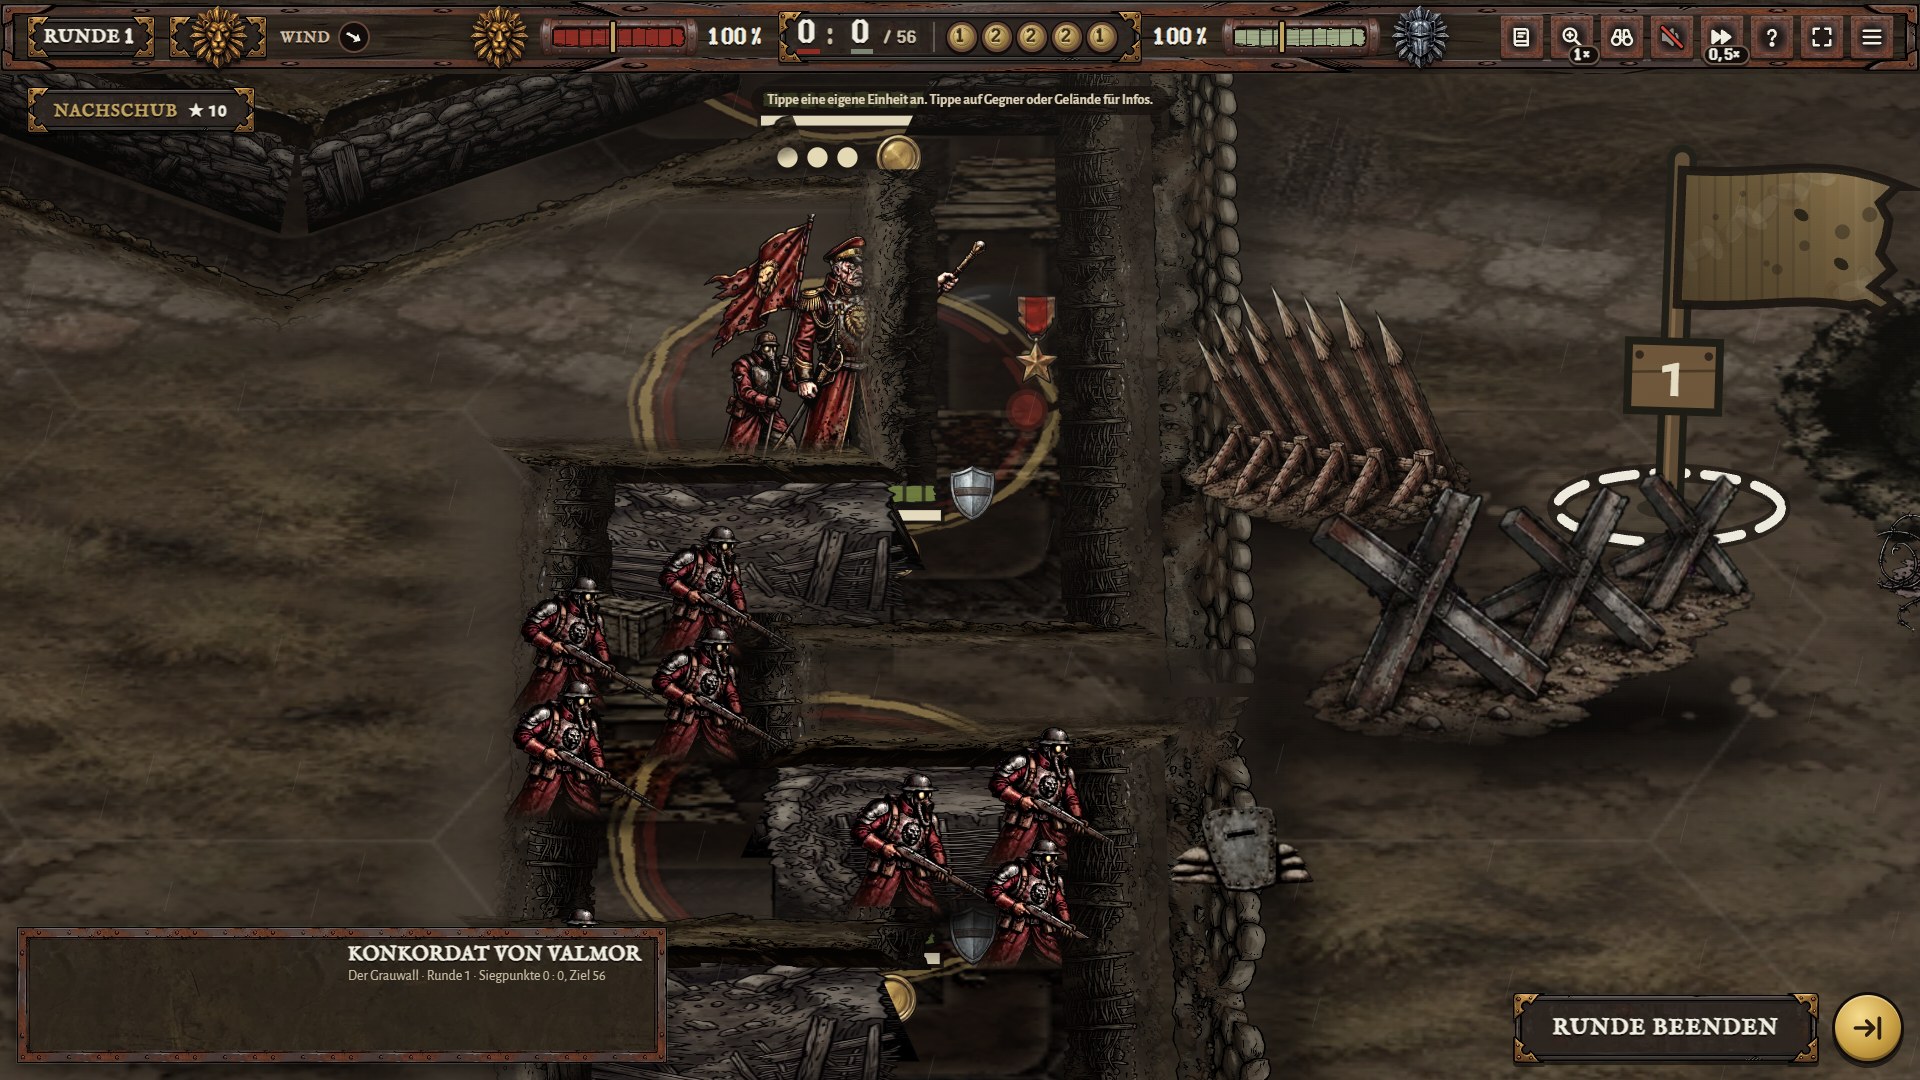 RUNDE 1
WIND
100%
0 : 0 / 56
1 2 2 2 1
100%
1×
0,5×
?
NACHSCHUB ★ 10
Tippe eine eigene Einheit an. Tippe auf Gegner oder Gelände für Infos.
1
KONKORDAT VON VALMOR
Der Grauwall · Runde 1 · Siegpunkte 0 : 0, Ziel 56
RUNDE BEENDEN